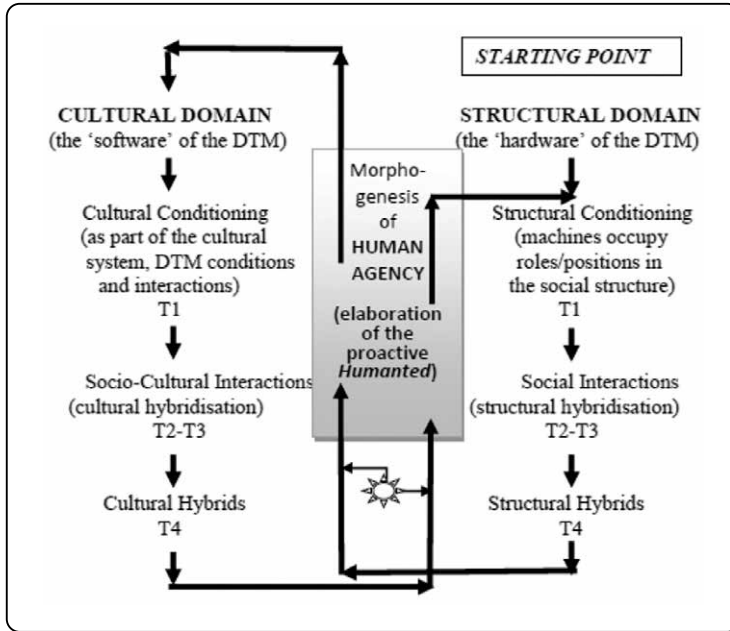 STARTING POINT
CULTURAL DOMAIN
(the ‘software’ of the DTM)
Cultural Conditioning
(as part of the cultural
system, DTM conditions
and interactions)
T1
Socio-Cultural Interactions
(cultural hybridisation)
T2-T3
Cultural Hybrids
T4
Morpho-
genesis
of
HUMAN
AGENCY
(elaboration
of the
proactive
Humanted)
STRUCTURAL DOMAIN
(the ‘hardware’ of the DTM)
Structural Conditioning
(machines occupy
roles/positions in
the social structure)
T1
Social Interactions
(structural hybridisation)
T2-T3
Structural Hybrids
T4